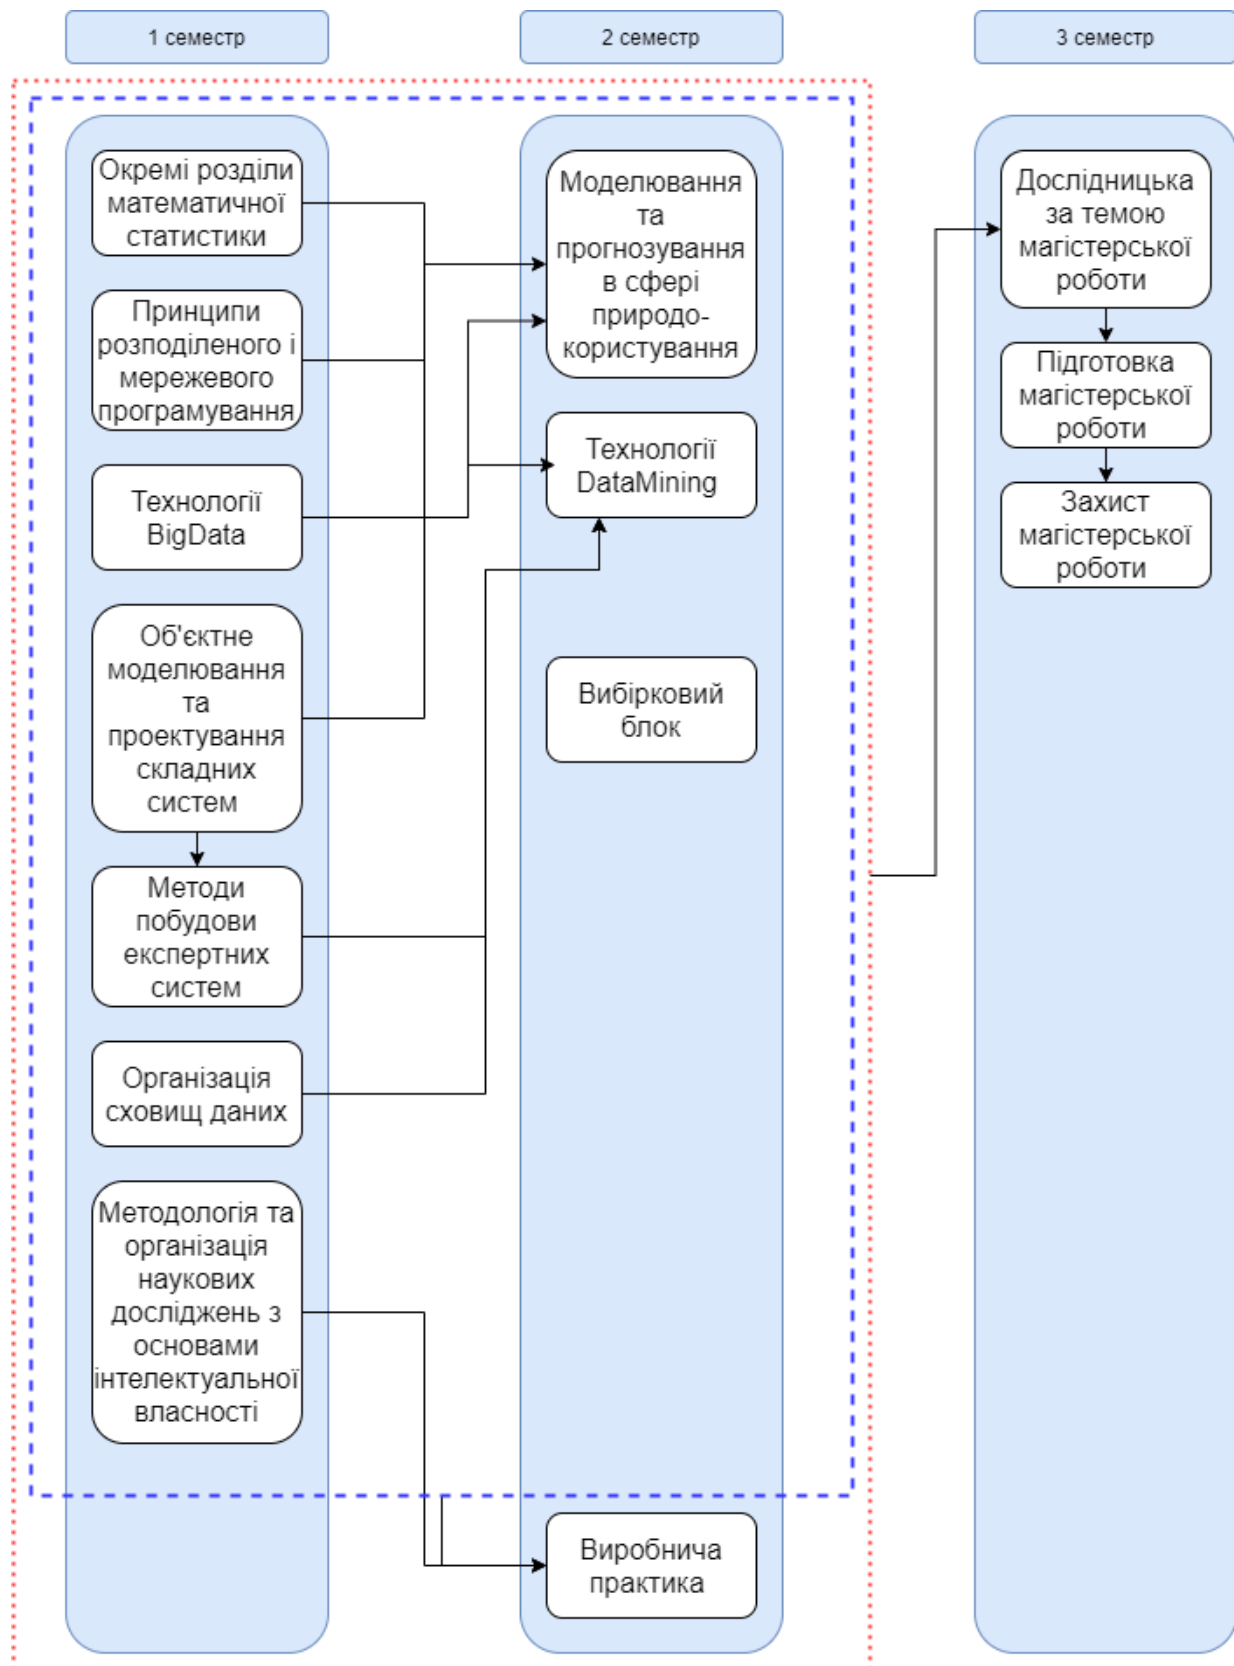 1 семестр
2 семестр
3 семестр
Окремі розділи
математичної
статистики
Принципи
розподіленого і
мережевого
програмування
Технології
BigData
Об'єктне
моделювання
та
проектування
складних
систем
Методи
побудови
експертних
систем
Організація
сховищ даних
Методологія та
організація
наукових
досліджень з
основами
інтелектуальної
власності
Моделювання
та
прогнозування
в сфері
природо-
користування
Технології
DataMining
Вибірковий
блок
Виробнича
практика
Дослідницька
за темою
магістерської
роботи
Підготовка
магістерської
роботи
Захист
магістерської
роботи